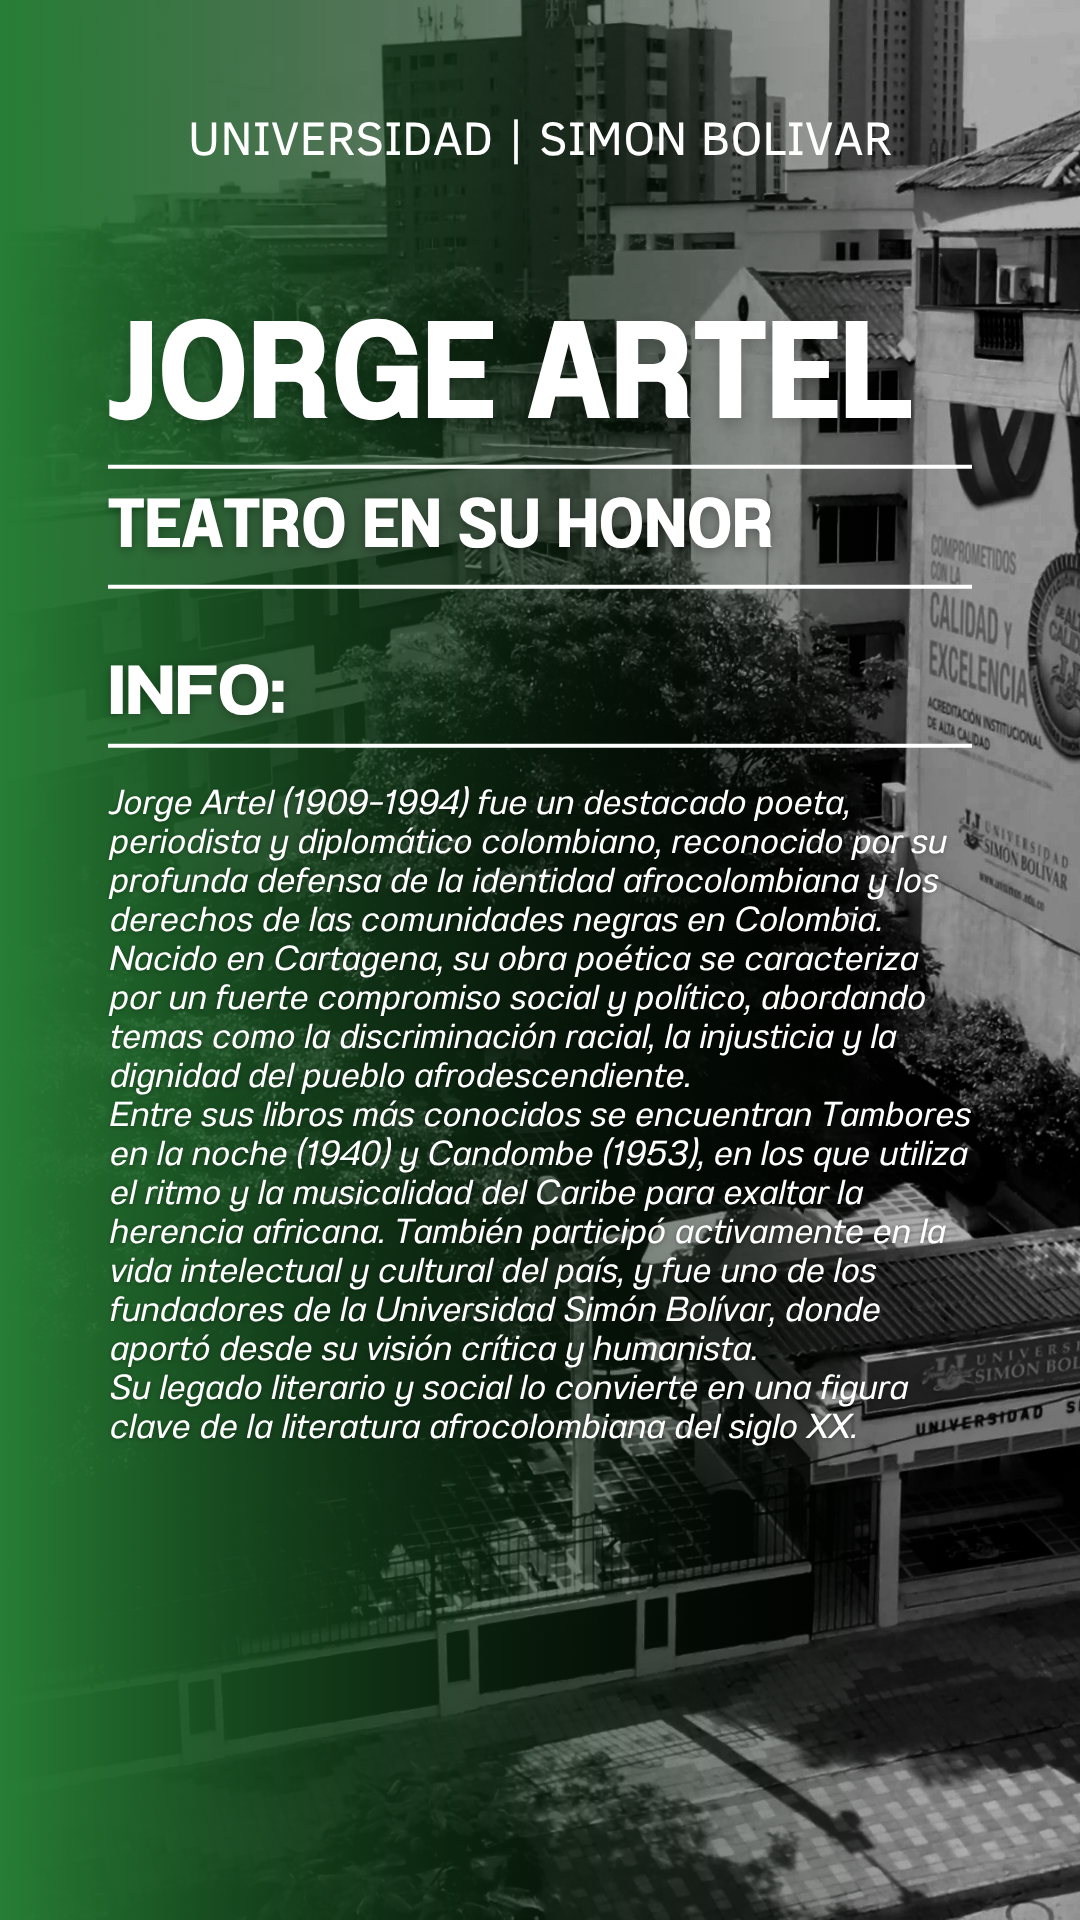 UNIVERSIDAD | SIMON BOLIVAR
JORGE ARTEL
TEATRO EN SU HONOR
INFO:
Jorge Artel (1909–1994) fue un destacado poeta,
periodista y diplomático colombiano, reconocido por su
profunda defensa de la identidad afrocolombiana y los
derechos de las comunidades negras en Colombia.
Nacido en Cartagena, su obra poética se caracteriza
por un fuerte compromiso social y político, abordando
temas como la discriminación racial, la injusticia y la
dignidad del pueblo afrodescendiente.
Entre sus libros más conocidos se encuentran Tambores
en la noche (1940) y Candombe (1953), en los que utiliza
el ritmo y la musicalidad del Caribe para exaltar la
herencia africana. También participó activamente en la
vida intelectual y cultural del país, y fue uno de los
fundadores de la Universidad Simón Bolívar, donde
aportó desde su visión crítica y humanista.
Su legado literario y social lo convierte en una figura
clave de la literatura afrocolombiana del siglo XX.
COMPROMETIDOS
CON LA
CALIDAD Y
EXCELENCIA
ACREDITACIÓN INSTITUCIONAL
DE ALTA CALIDAD
UNIVERSIDAD
SIMÓN BOLÍVAR
www.unisimon.edu.co
UNIVERSI
SIMÓN BOL
UNIVERSIDAD SI